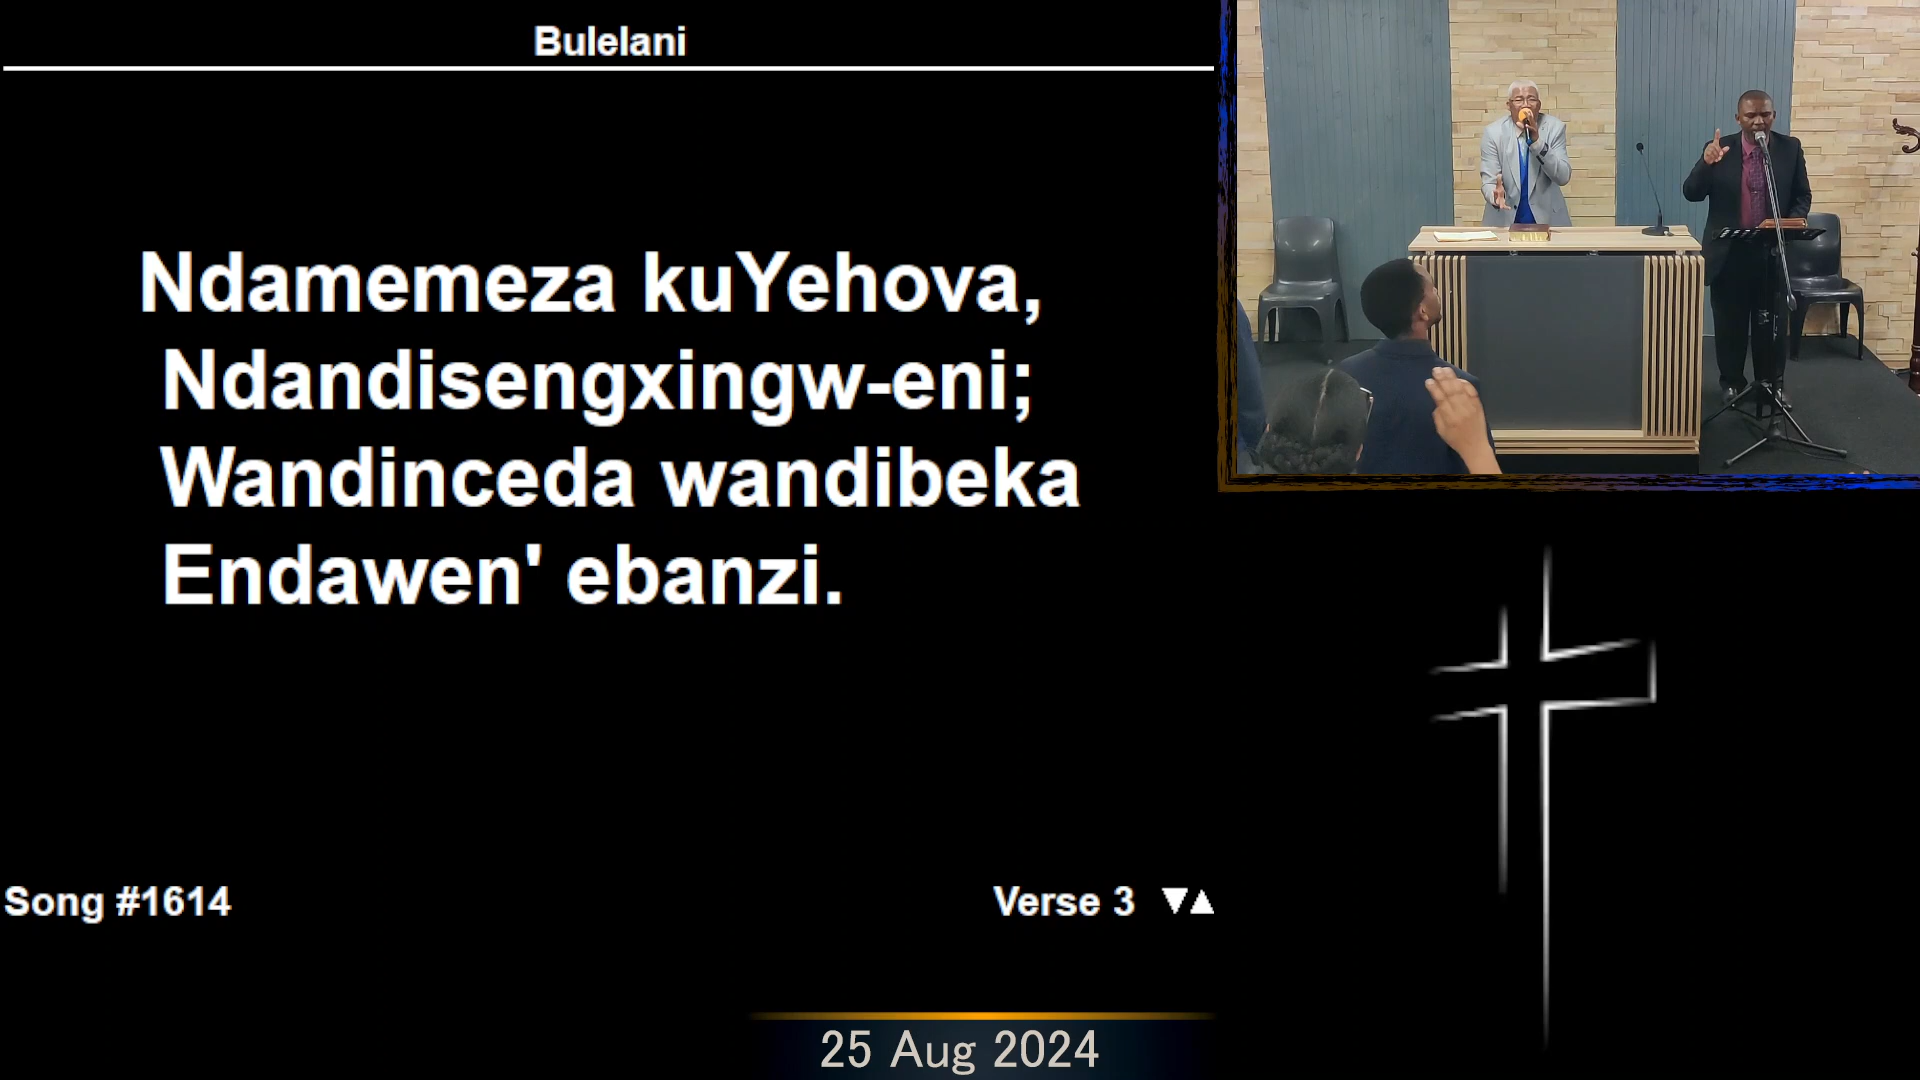 Bulelani
Ndamemeza kuYehova,
Ndandisengxingw-eni;
Wandinceda wandibeka
Endawen' ebanzi.
Song #1614
Verse 3 ▼▲
25 Aug 2024